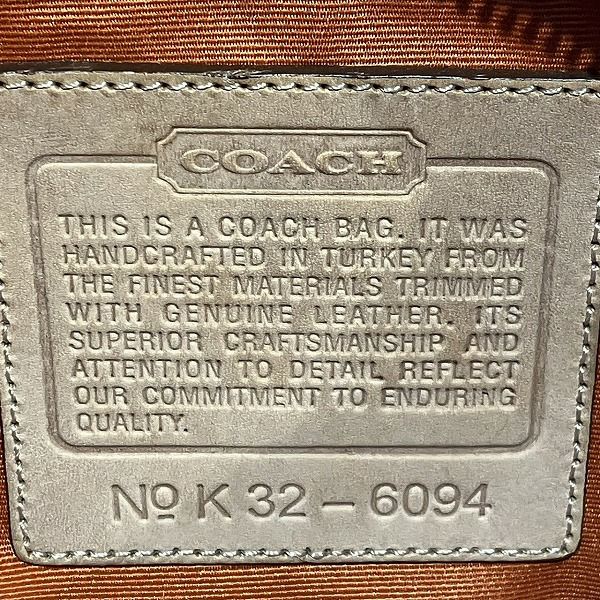 COACH
THIS IS A COACH BAG. IT WAS
HANDCRAFTED IN TURKEY FROM
THE FINEST MATERIALS TRIMMED
WITH GENUINE LEATHER. ITS
SUPERIOR CRAFTSMANSHIP AND
ATTENTION TO DETAIL REFLECT
OUR COMMITMENT TO ENDURING
QUALITY.
Nº K 32 - 6094